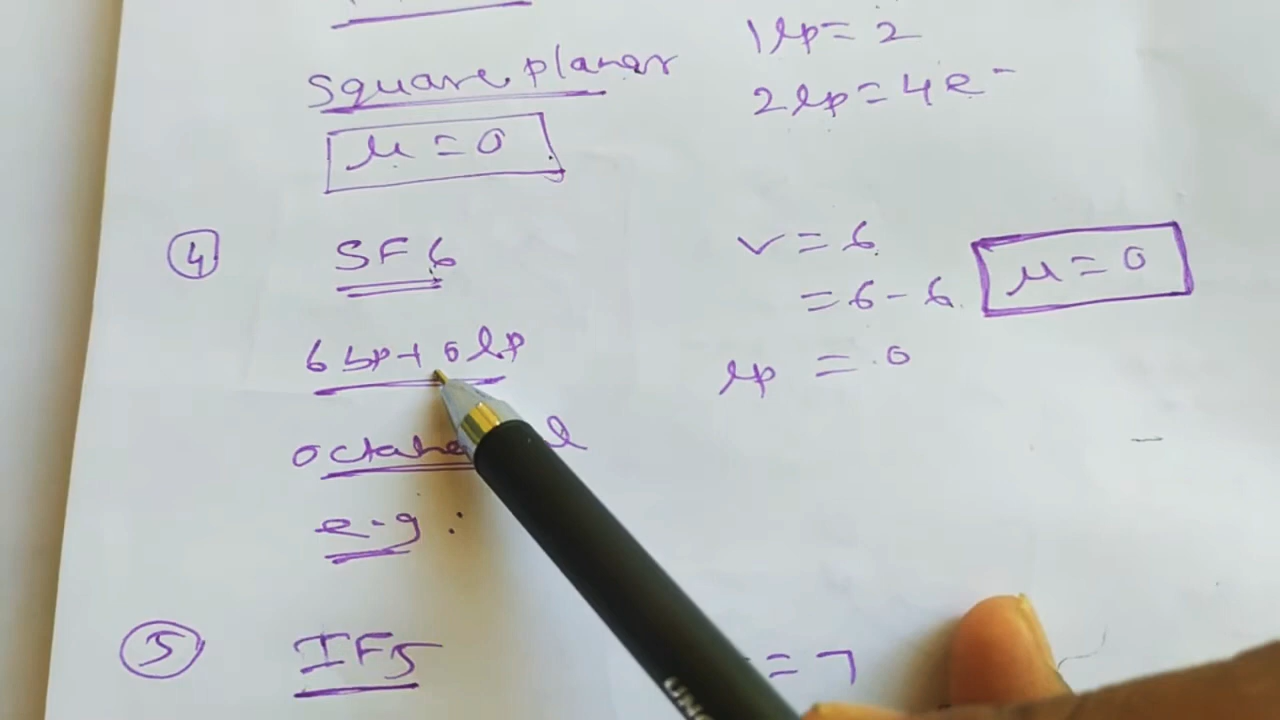 square planar
μ = 0
1lp = 2
2lp = 4e⁻
④ SF6
6bp + 0lp
octahedral
e-g :
v = 6
= 6 - 6
lp = 0
μ = 0
⑤ IF5
= 7
UNO